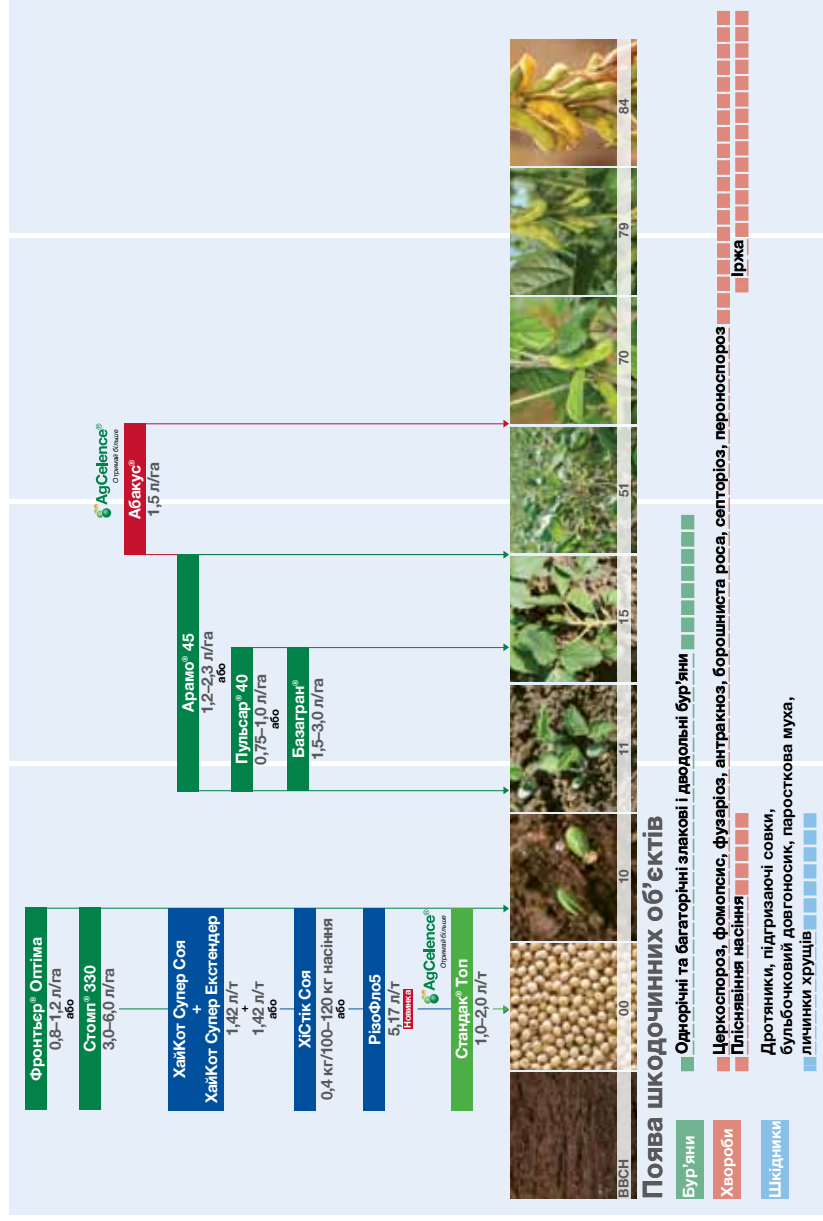 Фронтьєр® Оптіма
0,8–1,2 л/га
або
Стомп® 330
3,0–6,0 л/га
ХайКот Супер Соя
+
ХайКот Супер Екстендер
1,42 л/т
+
1,42 л/т
або
ХіСтік Соя
0,4 кг/100–120 кг насіння
або
РізоФло5
5,17 л/т
Новинка
AgCelence®
Отримай більше
Стандак® Топ
1,0–2,0 л/т
Арамо® 45
1,2–2,3 л/га
або
Пульсар® 40
0,75–1,0 л/га
або
Базагран®
1,5–3,0 л/га
AgCelence®
Отримай більше
Абакус®
1,5 л/га
BBCH 00 10 11 15 51 70 79 84
Поява шкодочинних об’єктів
Бур’яни
Однорічні та багаторічні злакові і дводольні бур’яни
Хвороби
Церкоспороз, фомопсис, фузаріоз, антракноз, борошниста роса, септоріоз, пероноспороз
Пліснявіння насіння
Іржа
Шкідники
Дротяники, підгризаючі совки,
бульбочковий довгоносик, паросткова муха,
личинки хрущів